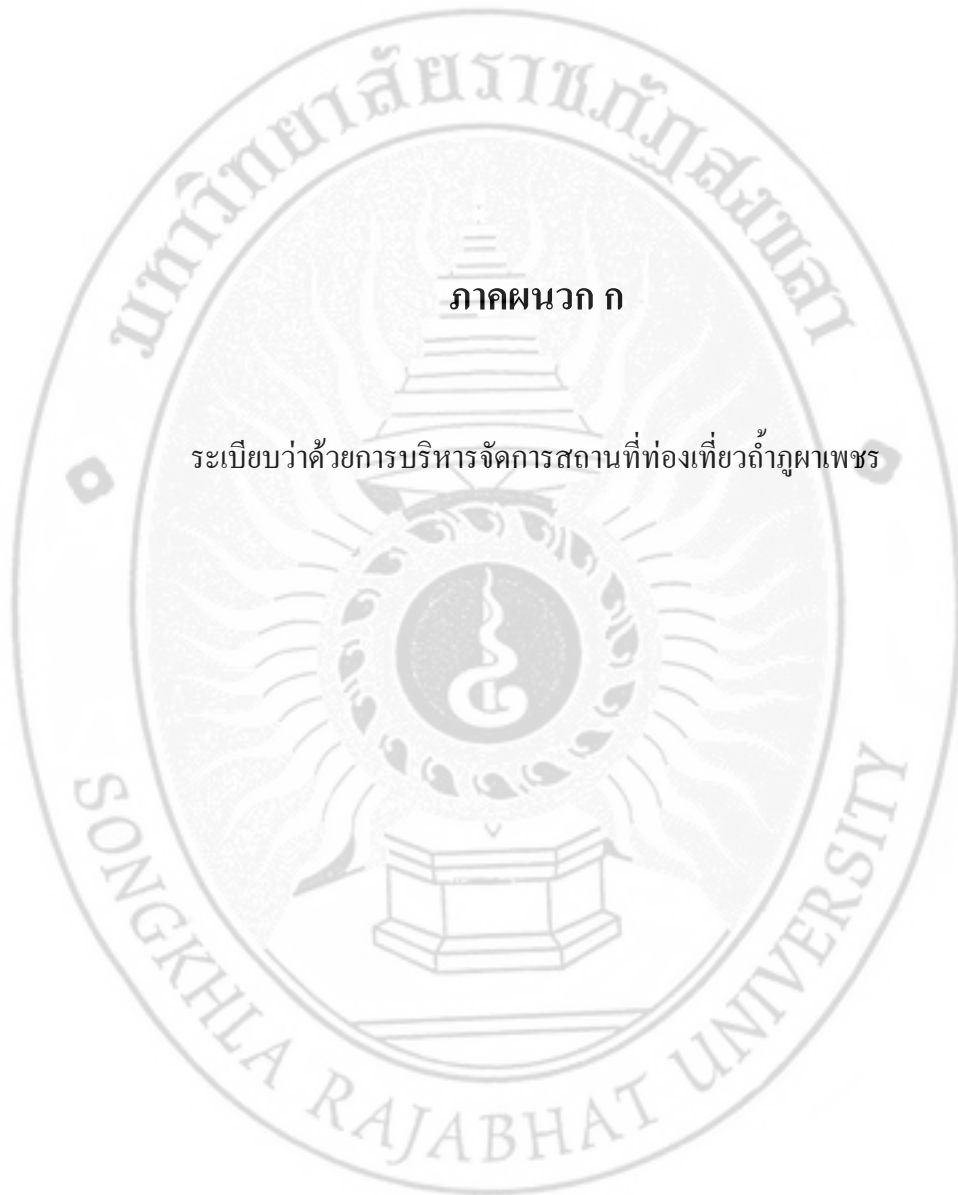 มหาวิทยาลัยราชภัฏสงขลา
ภาคผนวก ก
ระเบียบว่าด้วยการบริหารจัดการสถานที่ท่องเที่ยวถ้ำภูผาเพชร
SONGKHLA RAJABHAT UNIVERSITY